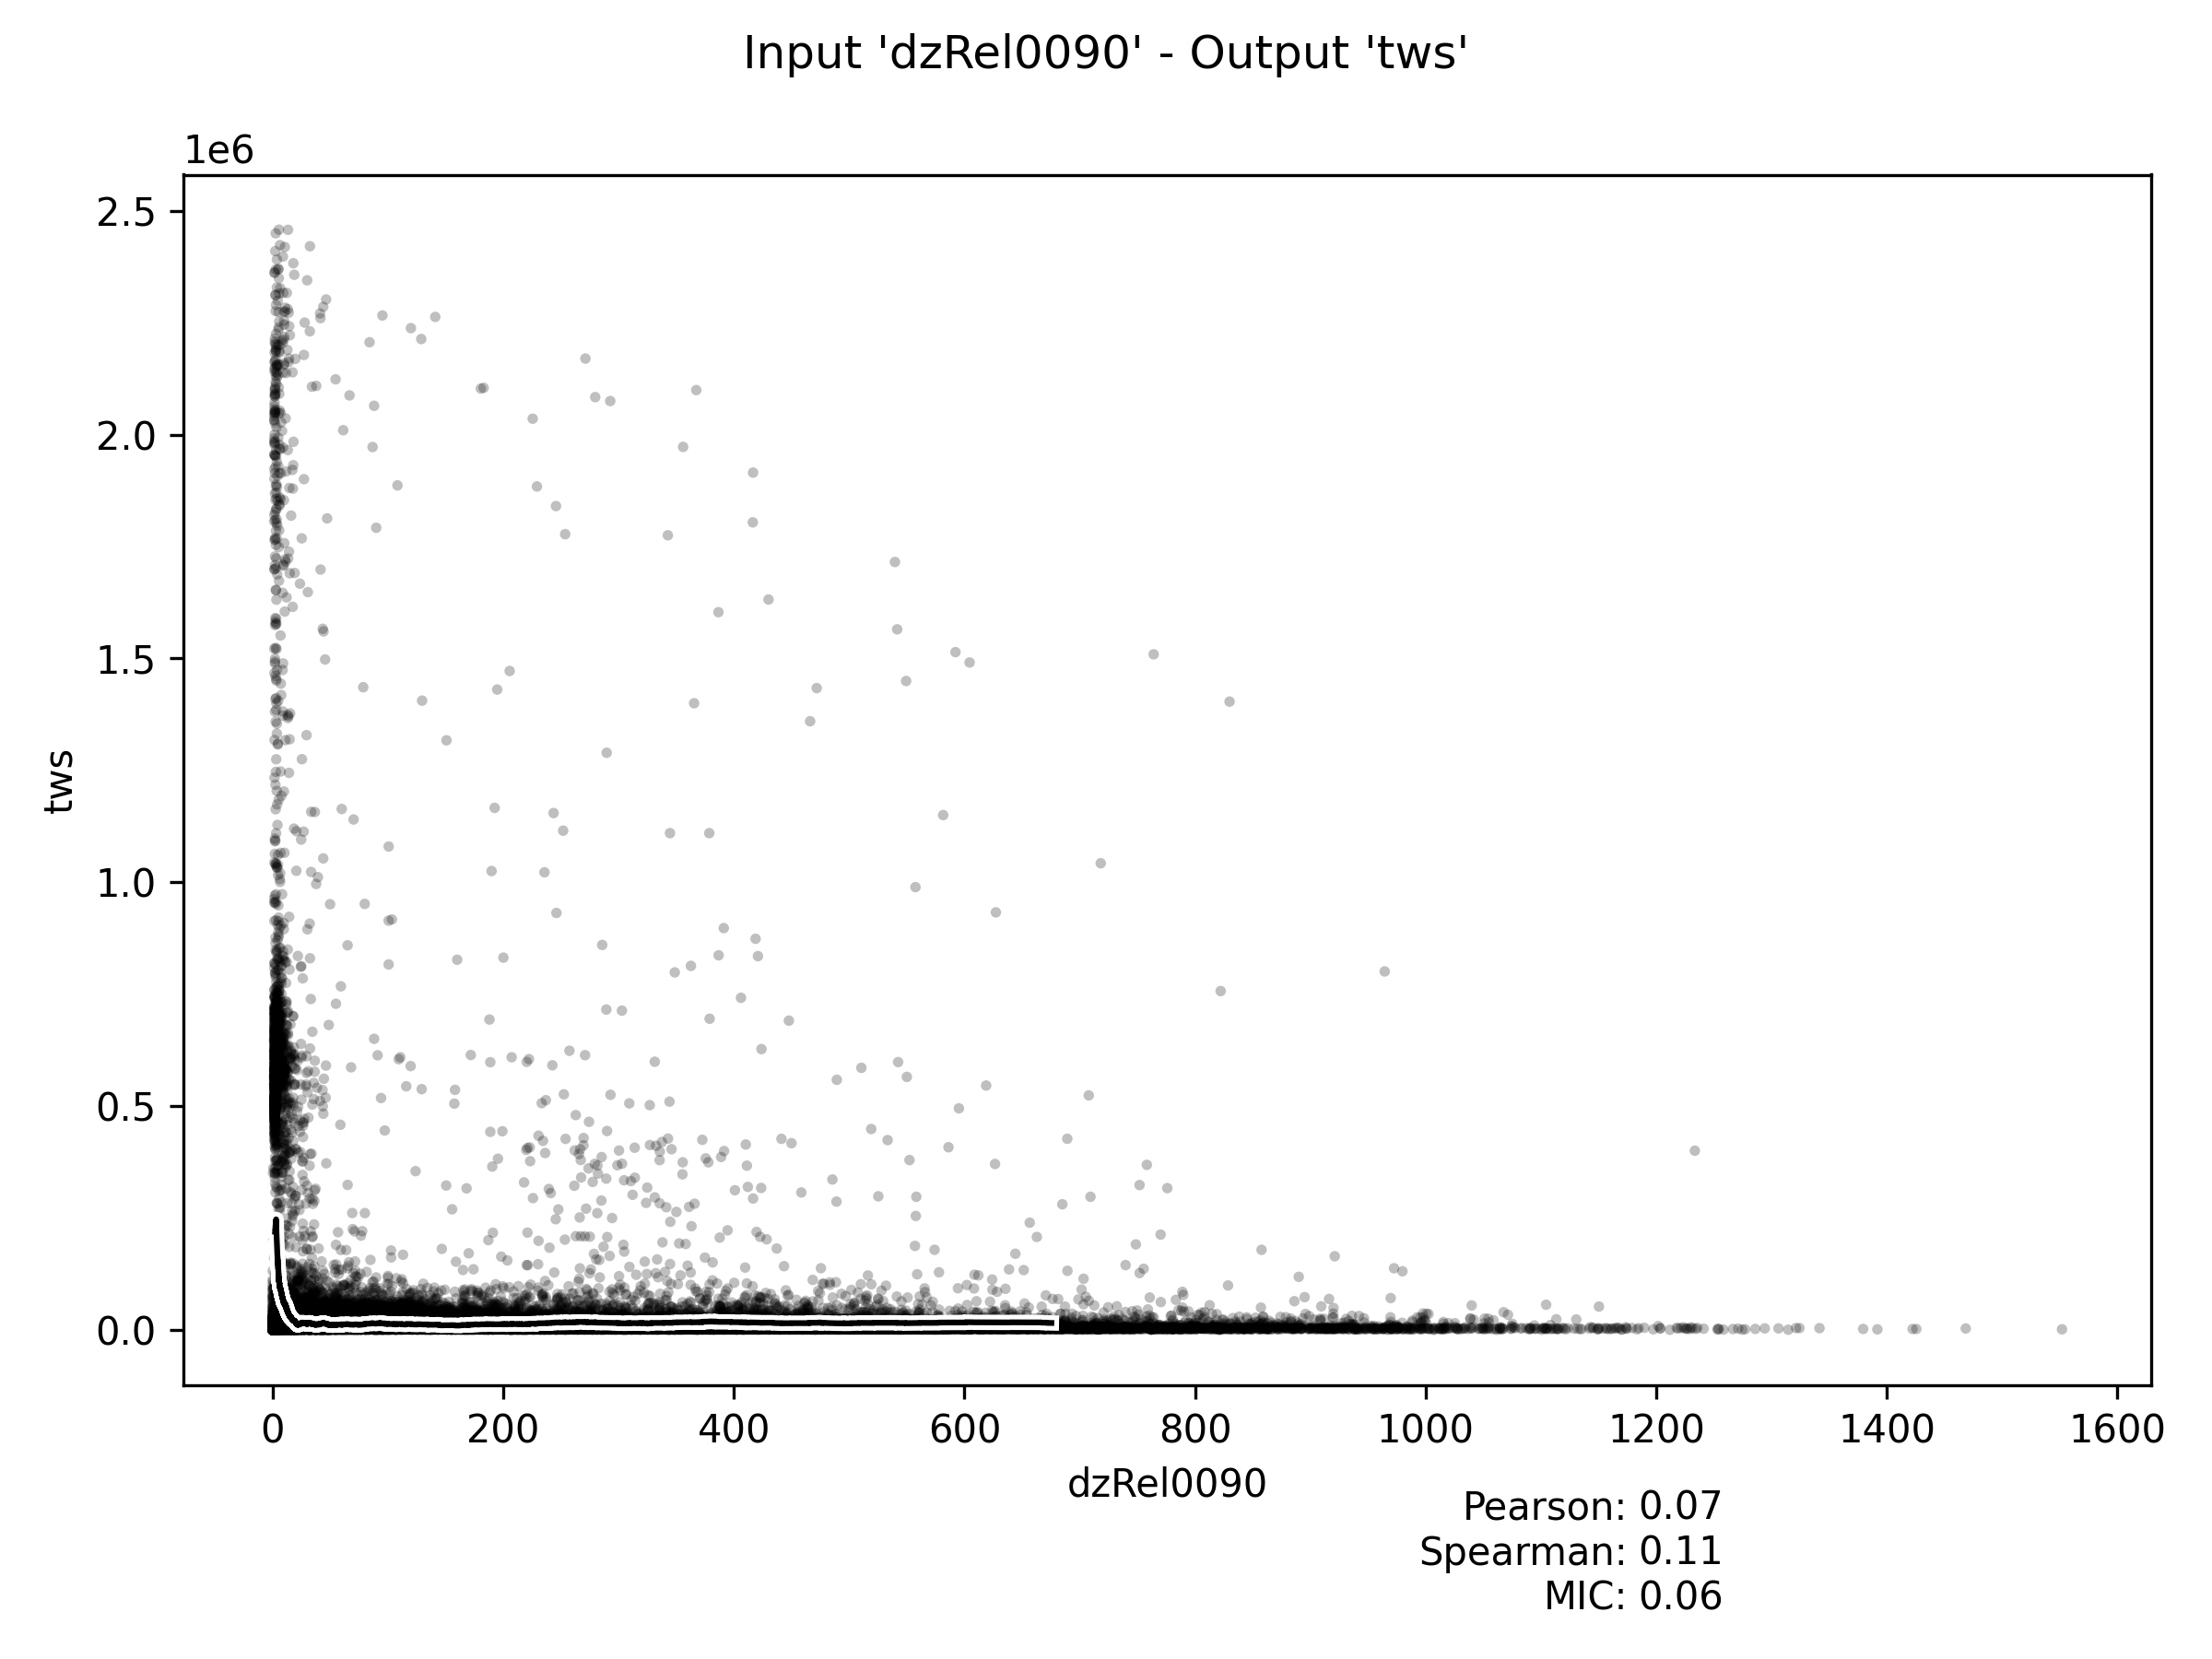 Input 'dzRel0090' - Output 'tws'
1e6
2.5
2.0
1.5
1.0
0.5
0.0
tws
0 200 400 600 800 1000 1200 1400 1600
dzRel0090
Pearson: 0.07
Spearman: 0.11
MIC: 0.06